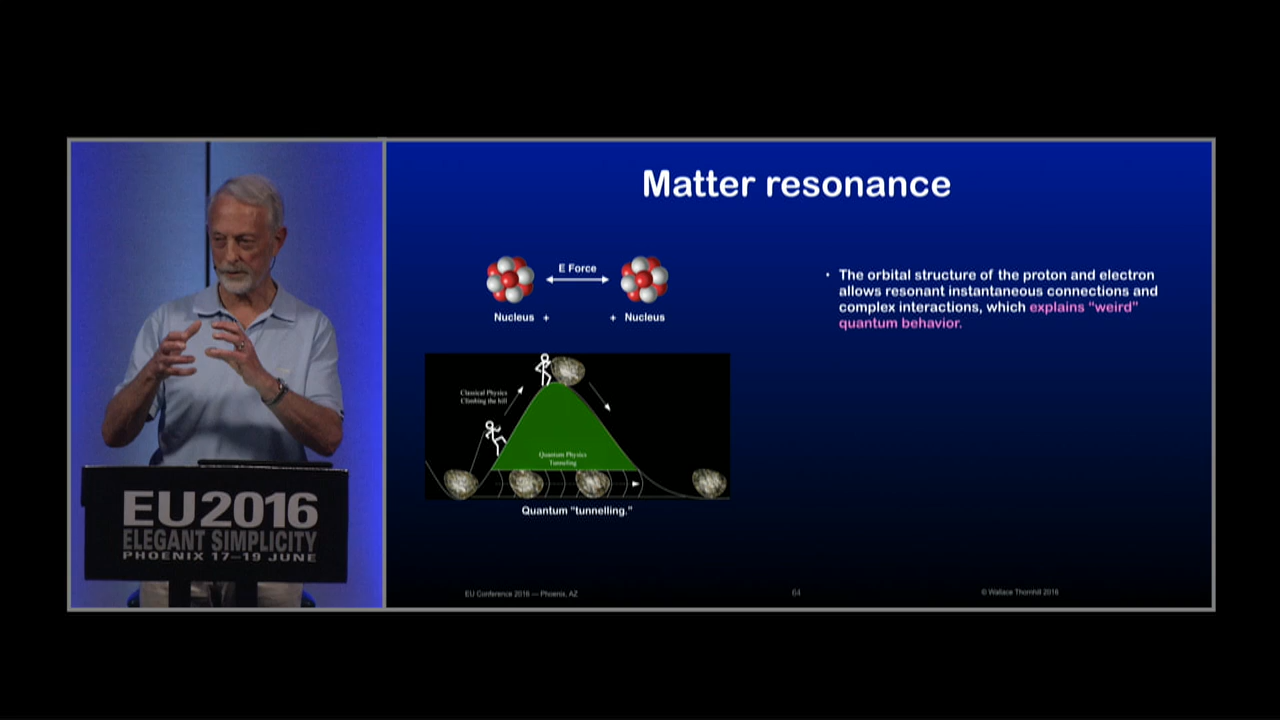 Matter resonance
E Force
Nucleus +
+ Nucleus
• The orbital structure of the proton and electron
allows resonant instantaneous connections and
complex interactions, which explains “weird”
quantum behavior.
Classical Physics
Climbing the hill
Quantum Physics
Tunneling
Quantum “tunnelling.”
EU2016
ELEGANT SIMPLICITY
PHOENIX 17–19 JUNE
EU Conference 2016 — Phoenix, AZ
64
© Wallace Thornhill 2016